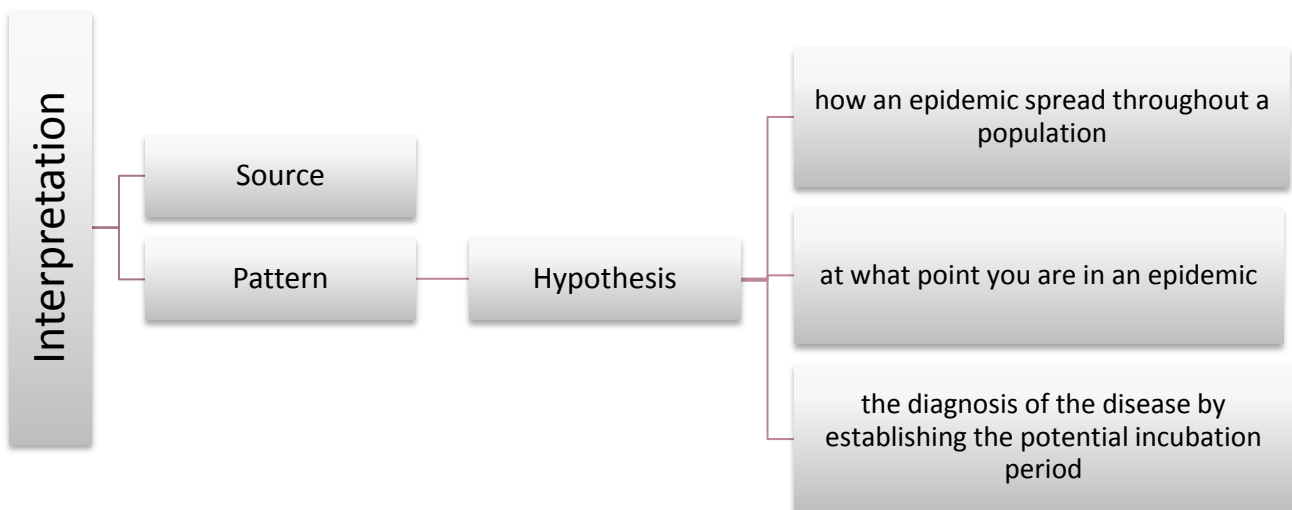 Interpretation
Source
Pattern
Hypothesis
how an epidemic spread throughout a
population
at what point you are in an epidemic
the diagnosis of the disease by
establishing the potential incubation
period